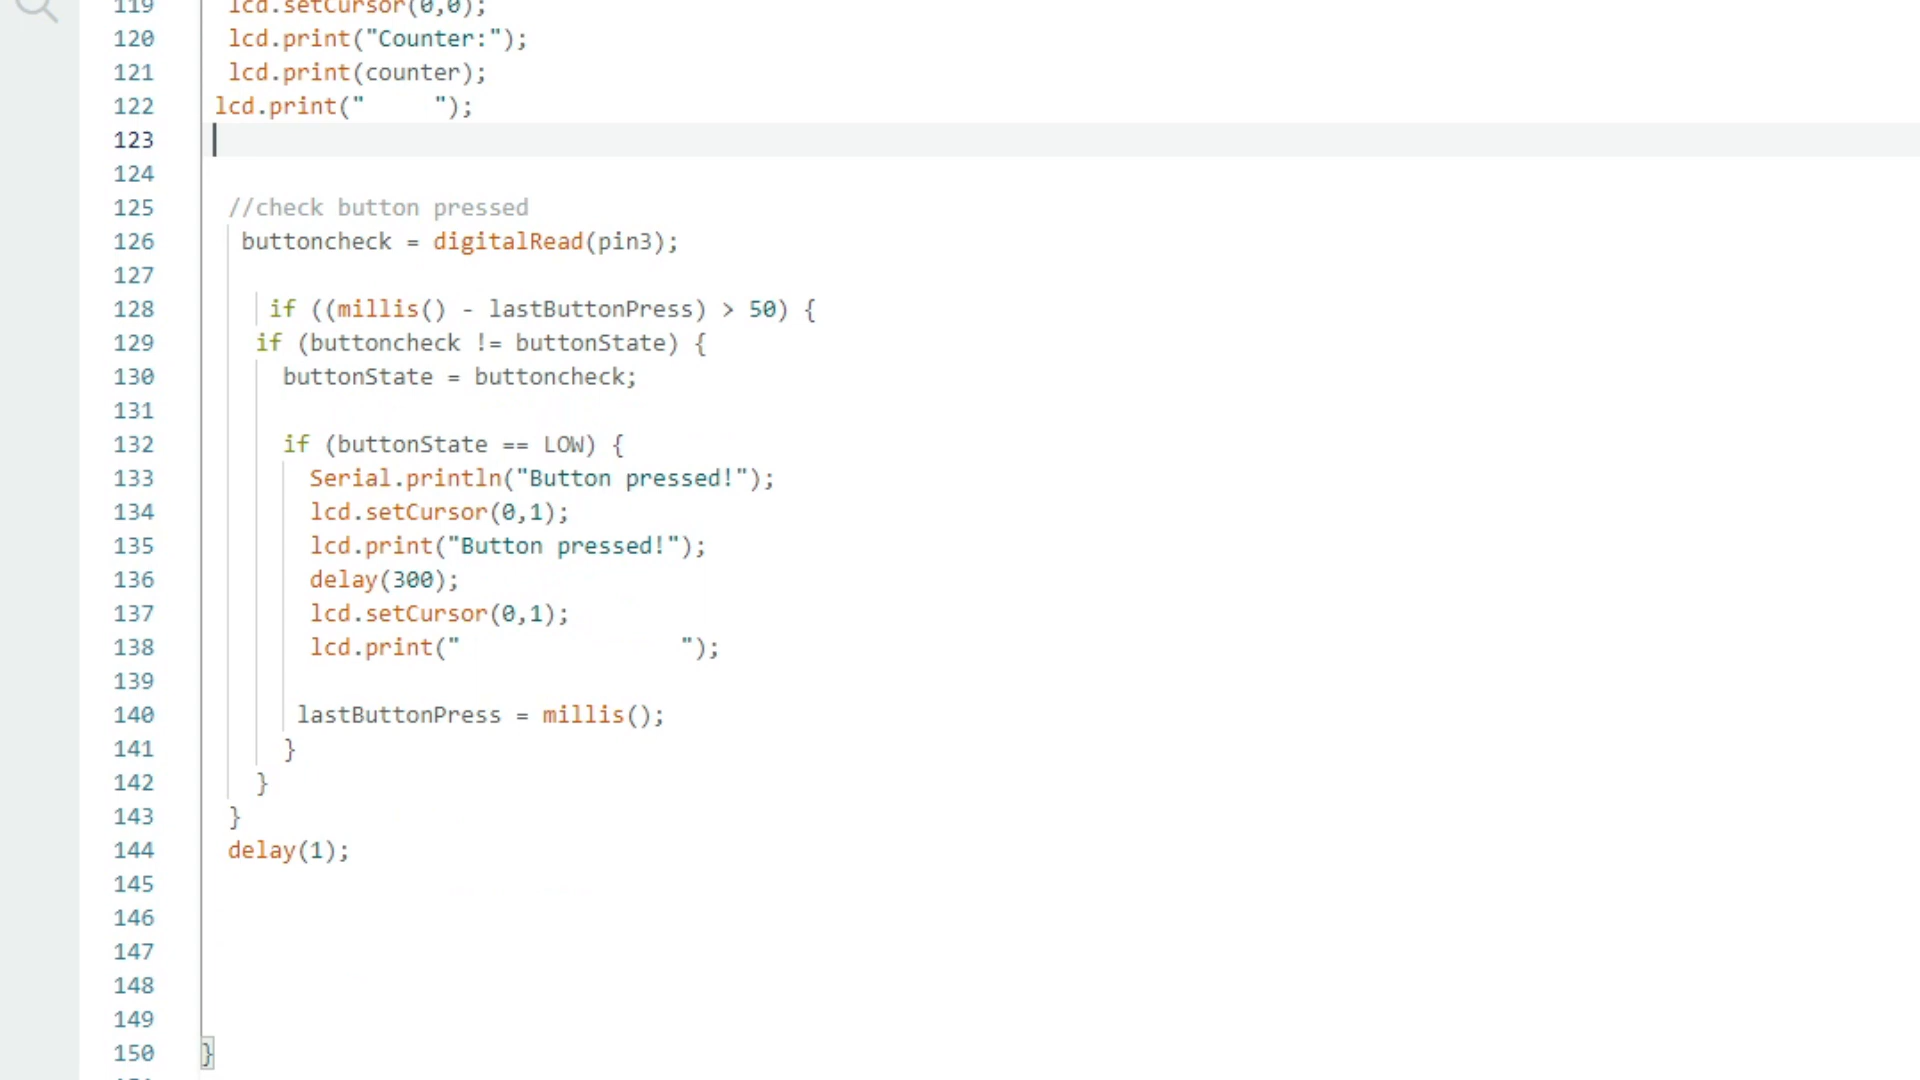 119 lcd.setCursor(0,0);
120 lcd.print("Counter:");
121 lcd.print(counter);
122 lcd.print("     ");
123
124
125 //check button pressed
126 buttoncheck = digitalRead(pin3);
127
128 if ((millis() - lastButtonPress) > 50) {
129 if (buttoncheck != buttonState) {
130 buttonState = buttoncheck;
131
132 if (buttonState == LOW) {
133 Serial.println("Button pressed!");
134 lcd.setCursor(0,1);
135 lcd.print("Button pressed!");
136 delay(300);
137 lcd.setCursor(0,1);
138 lcd.print("                ");
139
140 lastButtonPress = millis();
141 }
142 }
143 }
144 delay(1);
145
146
147
148
149
150 }